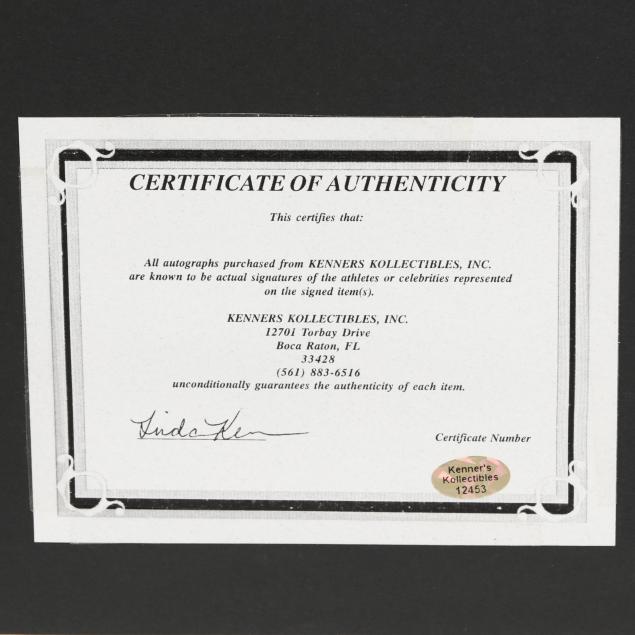 CERTIFICATE OF AUTHENTICITY
This certifies that:
All autographs purchased from KENNERS KOLLECTIBLES, INC.
are known to be actual signatures of the athletes or celebrities represented
on the signed item(s).
KENNERS KOLLECTIBLES, INC.
12701 Torbay Drive
Boca Raton, FL
33428
(561) 883-6516
unconditionally guarantees the authenticity of each item.
Linda Ken
Certificate Number
Kenner's
Kollectibles
12453